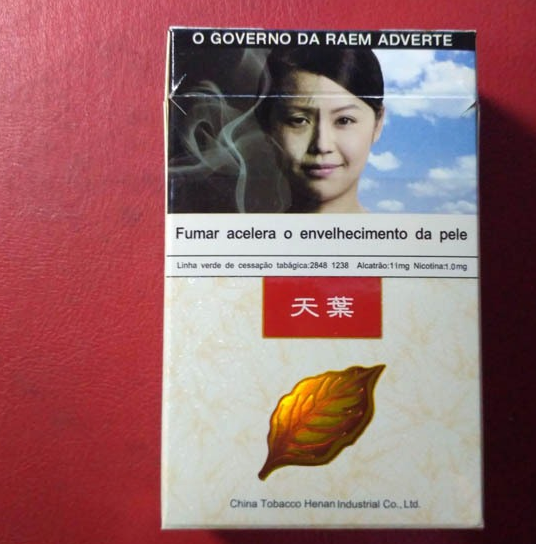 O GOVERNO DA RAEM ADVERTE
Fumar acelera o envelhecimento da pele
Linha verde de cessação tabágica:2848 1238 Alcatrão:11mg Nicotina:1.0mg
天葉
China Tobacco Henan Industrial Co., Ltd.